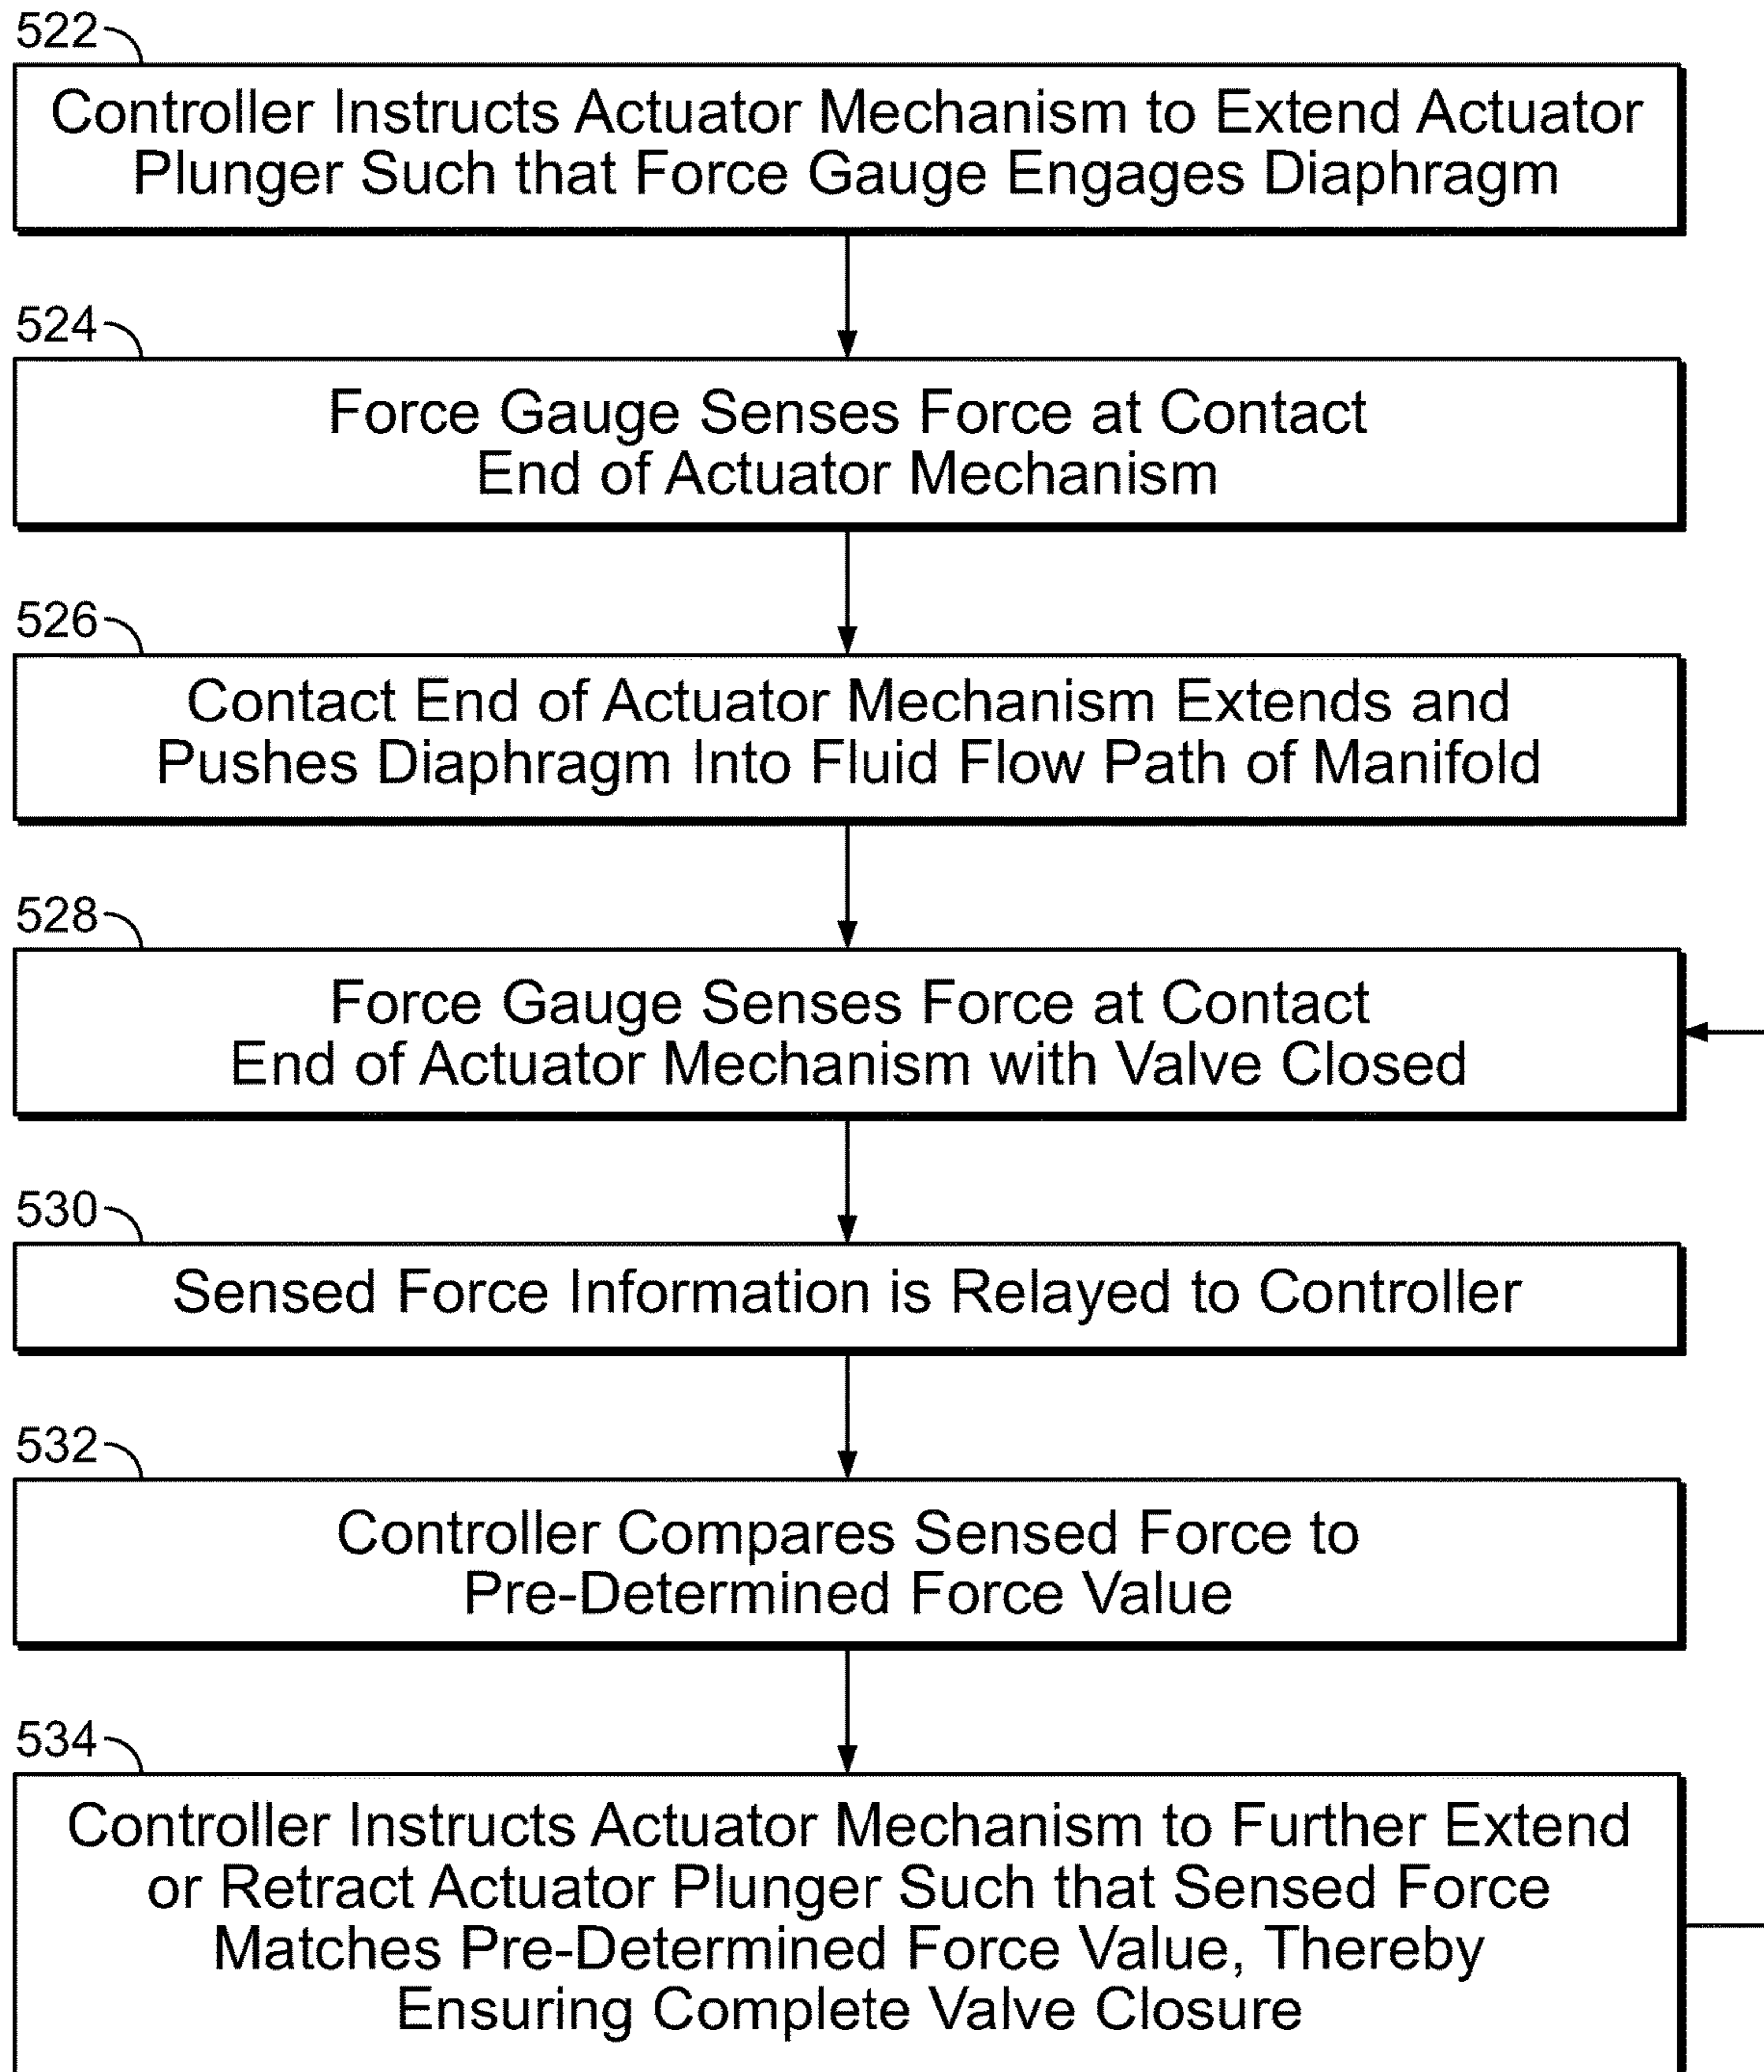 522
Controller Instructs Actuator Mechanism to Extend Actuator
Plunger Such that Force Gauge Engages Diaphragm
524
Force Gauge Senses Force at Contact
End of Actuator Mechanism
526
Contact End of Actuator Mechanism Extends and
Pushes Diaphragm Into Fluid Flow Path of Manifold
528
Force Gauge Senses Force at Contact
End of Actuator Mechanism with Valve Closed
530
Sensed Force Information is Relayed to Controller
532
Controller Compares Sensed Force to
Pre-Determined Force Value
534
Controller Instructs Actuator Mechanism to Further Extend
or Retract Actuator Plunger Such that Sensed Force
Matches Pre-Determined Force Value, Thereby
Ensuring Complete Valve Closure